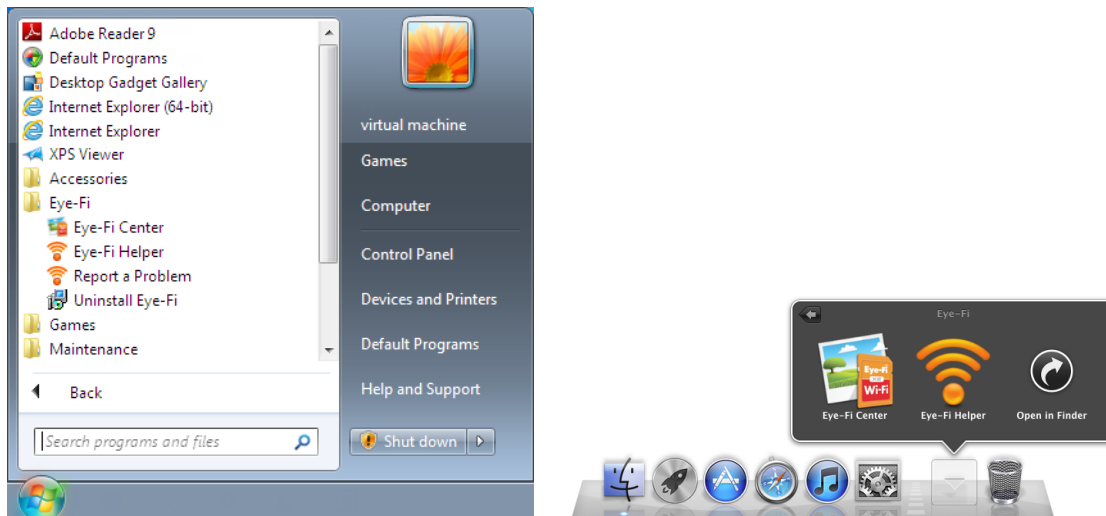 Adobe Reader 9
Default Programs
Desktop Gadget Gallery
Internet Explorer (64-bit)
Internet Explorer
XPS Viewer
Accessories
Eye-Fi
Eye-Fi Center
Eye-Fi Helper
Report a Problem
Uninstall Eye-Fi
Games
Maintenance
Back
Search programs and files
virtual machine
Games
Computer
Control Panel
Devices and Printers
Default Programs
Help and Support
Shut down
Eye-Fi
Eye-Fi
Wi-Fi
Eye-Fi Center
Eye-Fi Helper
Open in Finder